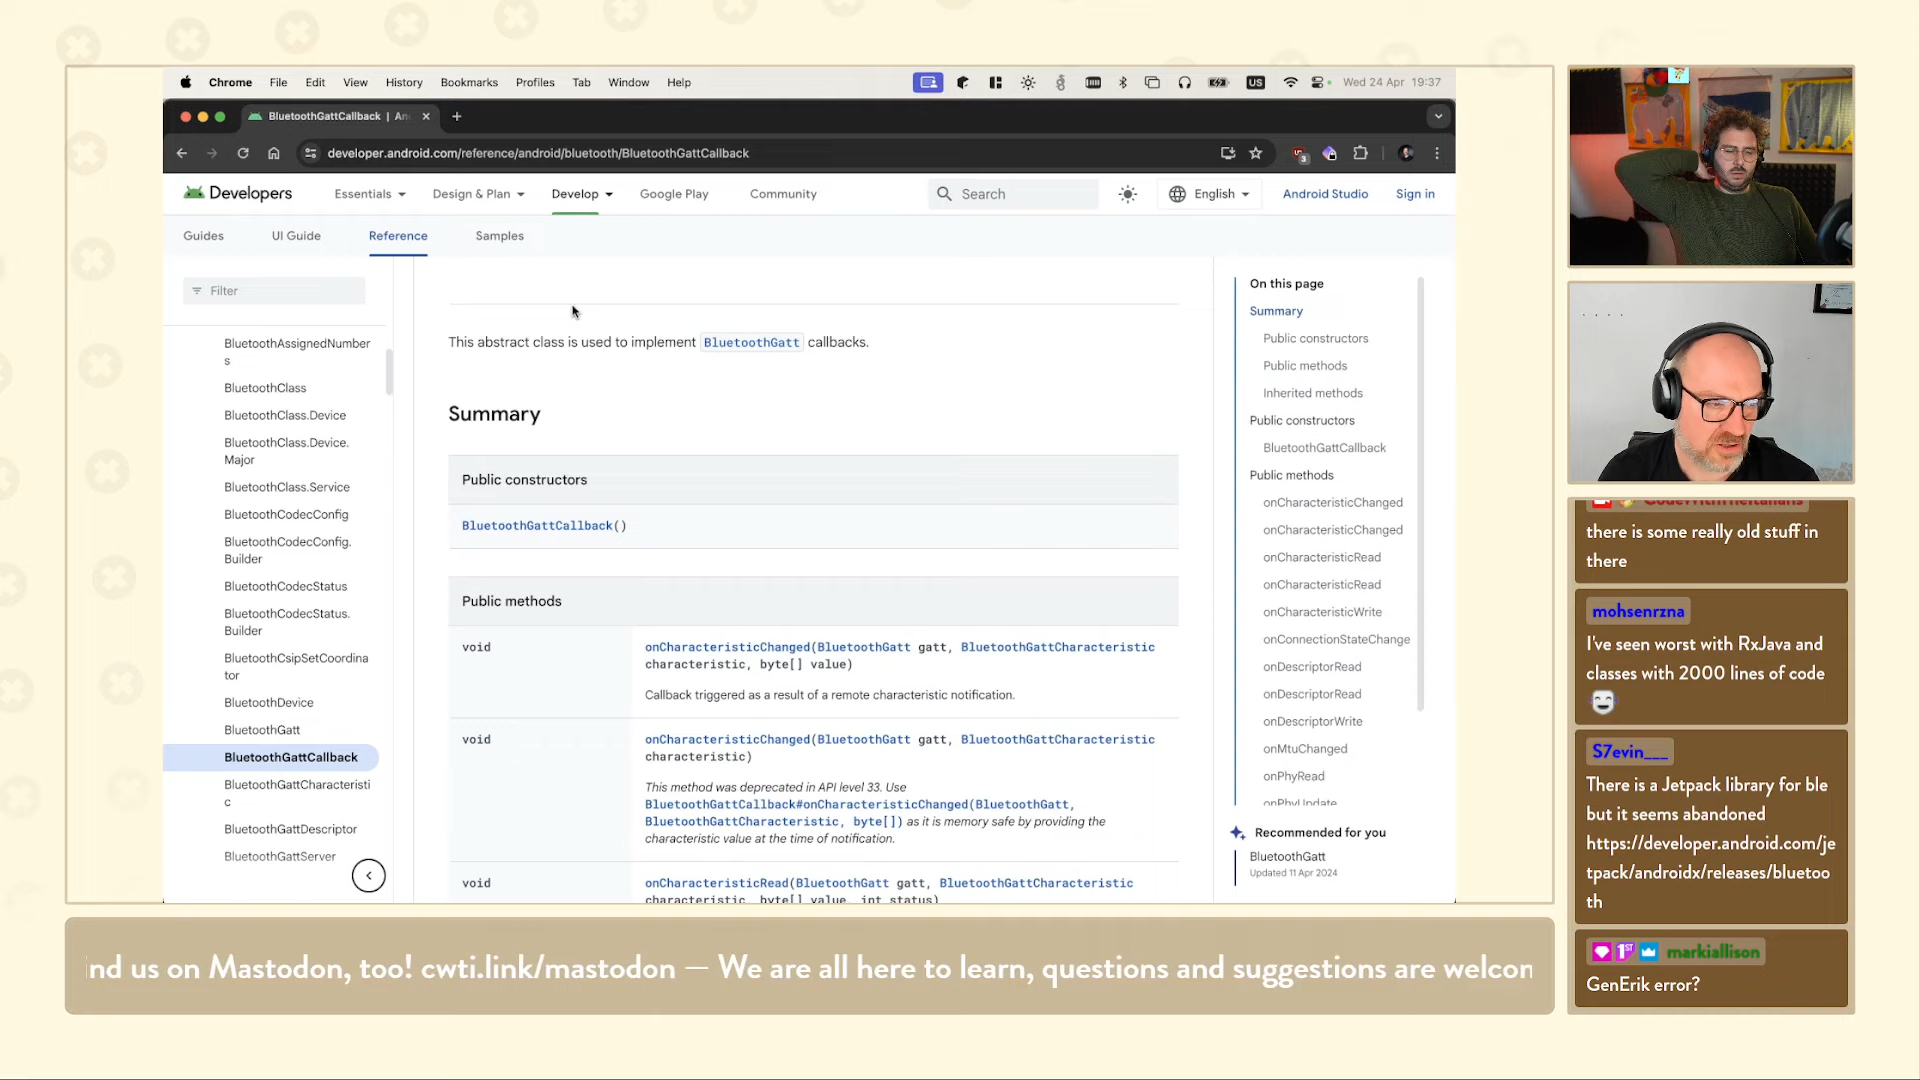 Chrome File Edit View History Bookmarks Profiles Tab Window Help US Wed 24 Apr 19:37
BluetoothGattCallback | An
developer.android.com/reference/android/bluetooth/BluetoothGattCallback 3
Developers Essentials Design & Plan Develop Google Play Community Search English Android Studio Sign in
Guides UI Guide Reference Samples
Filter
BluetoothAssignedNumber
s
BluetoothClass
BluetoothClass.Device
BluetoothClass.Device.
Major
BluetoothClass.Service
BluetoothCodecConfig
BluetoothCodecConfig.
Builder
BluetoothCodecStatus
BluetoothCodecStatus.
Builder
BluetoothCsipSetCoordina
tor
BluetoothDevice
BluetoothGatt
BluetoothGattCallback
BluetoothGattCharacteristi
c
BluetoothGattDescriptor
BluetoothGattServer
This abstract class is used to implement BluetoothGatt callbacks.
Summary
Public constructors
BluetoothGattCallback()
Public methods
void onCharacteristicChanged(BluetoothGatt gatt, BluetoothGattCharacteristic
characteristic, byte[] value)
Callback triggered as a result of a remote characteristic notification.
void onCharacteristicChanged(BluetoothGatt gatt, BluetoothGattCharacteristic
characteristic)
This method was deprecated in API level 33. Use
BluetoothGattCallback#onCharacteristicChanged(BluetoothGatt,
BluetoothGattCharacteristic, byte[]) as it is memory safe by providing the
characteristic value at the time of notification.
void onCharacteristicRead(BluetoothGatt gatt, BluetoothGattCharacteristic
characteristic, byte[] value, int status)
On this page
Summary
Public constructors
Public methods
Inherited methods
Public constructors
BluetoothGattCallback
Public methods
onCharacteristicChanged
onCharacteristicChanged
onCharacteristicRead
onCharacteristicRead
onCharacteristicWrite
onConnectionStateChange
onDescriptorRead
onDescriptorRead
onDescriptorWrite
onMtuChanged
onPhyRead
onPhyUpdate
Recommended for you
BluetoothGatt
Updated 11 Apr 2024
CodeWithTheItalians
there is some really old stuff in
there
mohsenrzna
I've seen worst with RxJava and
classes with 2000 lines of code
S7evin___
There is a Jetpack library for ble
but it seems abandoned
https://developer.android.com/je
tpack/androidx/releases/bluetoo
th
1ST markiallison
GenErik error?
ind us on Mastodon, too! cwti.link/mastodon — We are all here to learn, questions and suggestions are welcon